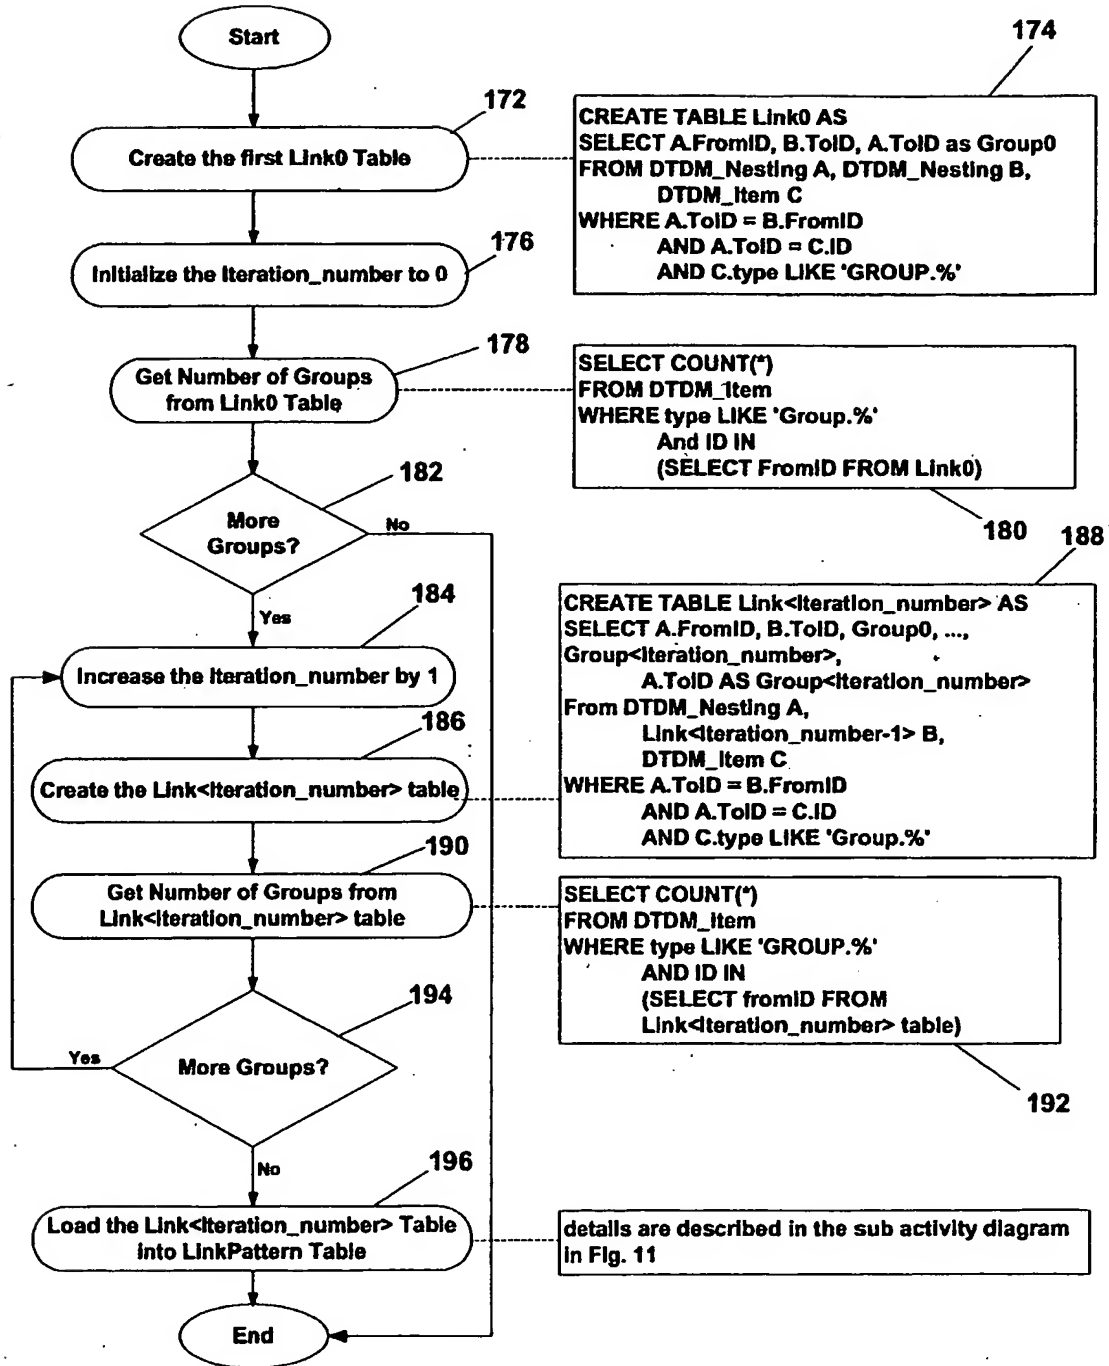 Start
174
172
CREATE TABLE Link0 AS
SELECT A.FromID, B.ToID, A.ToID as Group0
FROM DTDM_Nesting A, DTDM_Nesting B,
DTDM_Item C
WHERE A.ToID = B.FromID
AND A.ToID = C.ID
AND C.type LIKE 'GROUP.%'
Create the first Link0 Table
176
Initialize the Iteration_number to 0
178
Get Number of Groups
from Link0 Table
SELECT COUNT(*)
FROM DTDM_Item
WHERE type LIKE 'Group.%'
And ID IN
(SELECT FromID FROM Link0)
180
182
More
Groups?
No
Yes
188
184
Increase the Iteration_number by 1
CREATE TABLE Link<Iteration_number> AS
SELECT A.FromID, B.ToID, Group0, ...,
Group<Iteration_number>,
A.ToID AS Group<Iteration_number>
From DTDM_Nesting A,
Link<Iteration_number-1> B,
DTDM_Item C
WHERE A.ToID = B.FromID
AND A.ToID = C.ID
AND C.type LIKE 'Group.%'
186
Create the Link<Iteration_number> table
190
Get Number of Groups from
Link<Iteration_number> table
SELECT COUNT(*)
FROM DTDM_Item
WHERE type LIKE 'GROUP.%'
AND ID IN
(SELECT fromID FROM
Link<Iteration_number> table)
192
194
More Groups?
Yes
No
196
Load the Link<Iteration_number> Table
into LinkPattern Table
details are described in the sub activity diagram
in Fig. 11
End